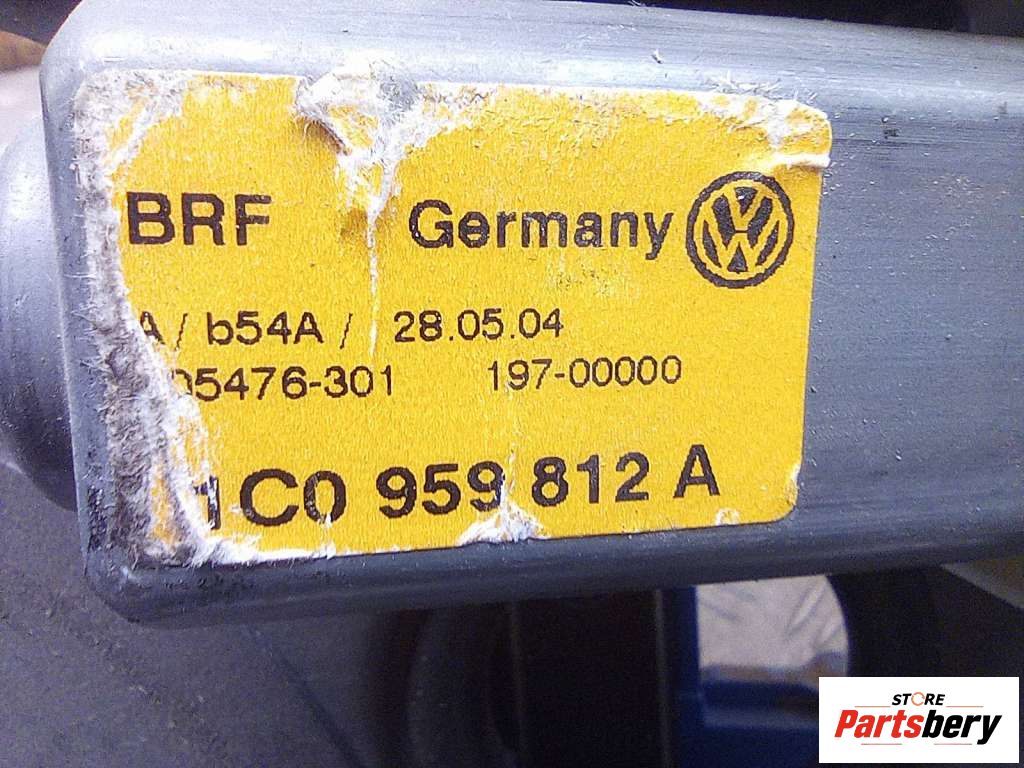 BRF Germany
A / b54A / 28.05.04
05476-301 197-00000
1C0 959 812 A
STORE
Partsbery